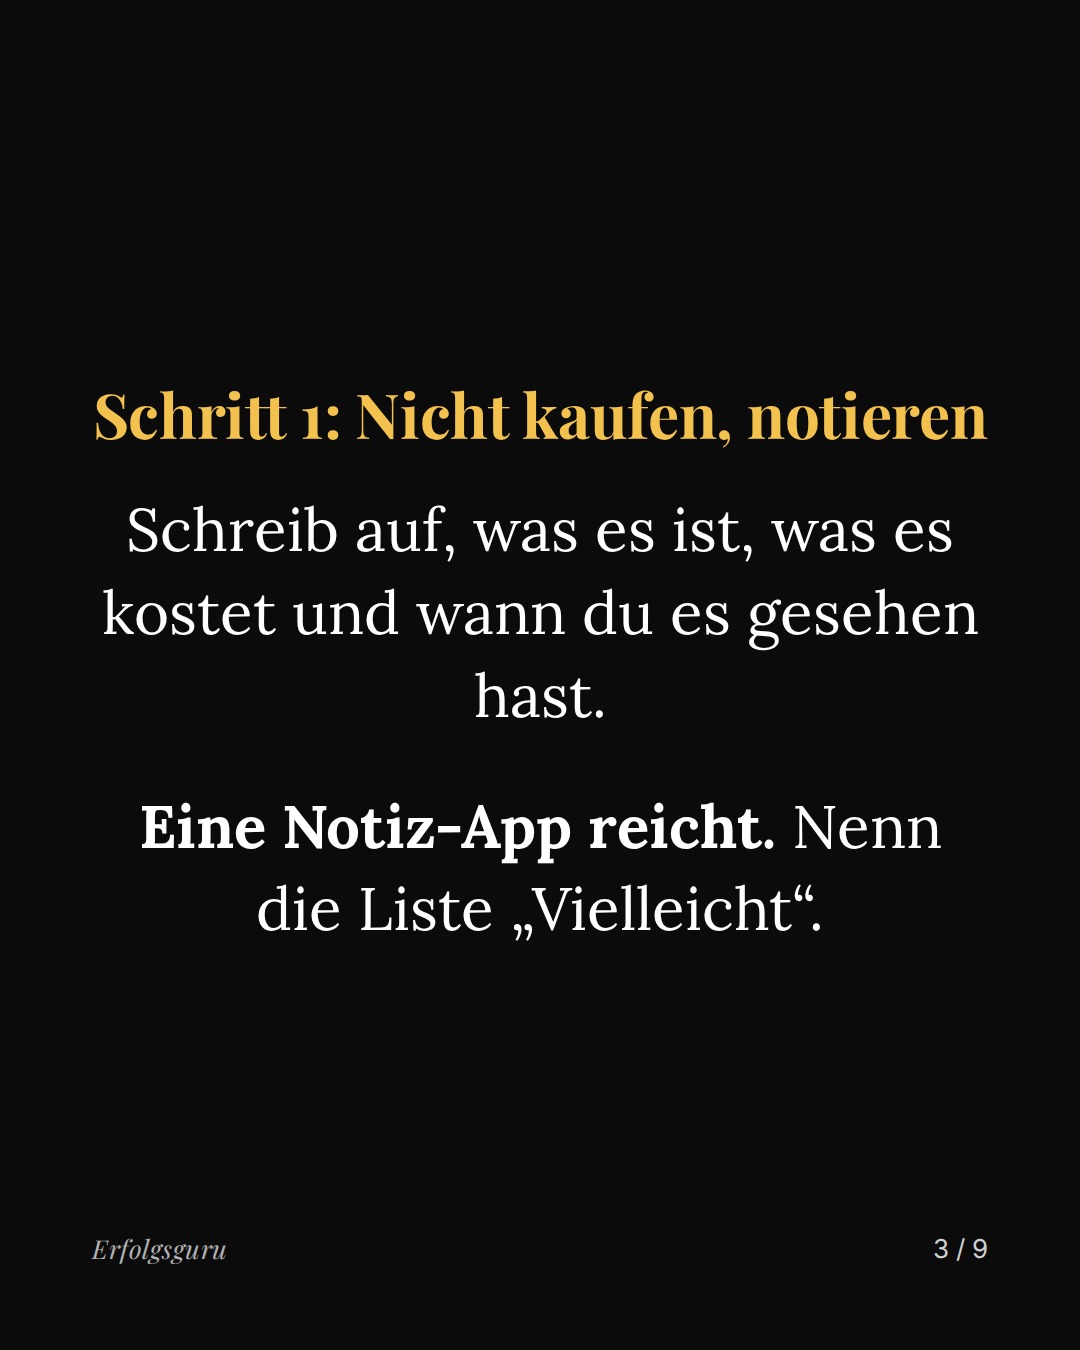 Schritt 1: Nicht kaufen, notieren
Schreib auf, was es ist, was es
kostet und wann du es gesehen
hast.
Eine Notiz-App reicht. Nenn
die Liste „Vielleicht“.
Erfolgsguru
3 / 9